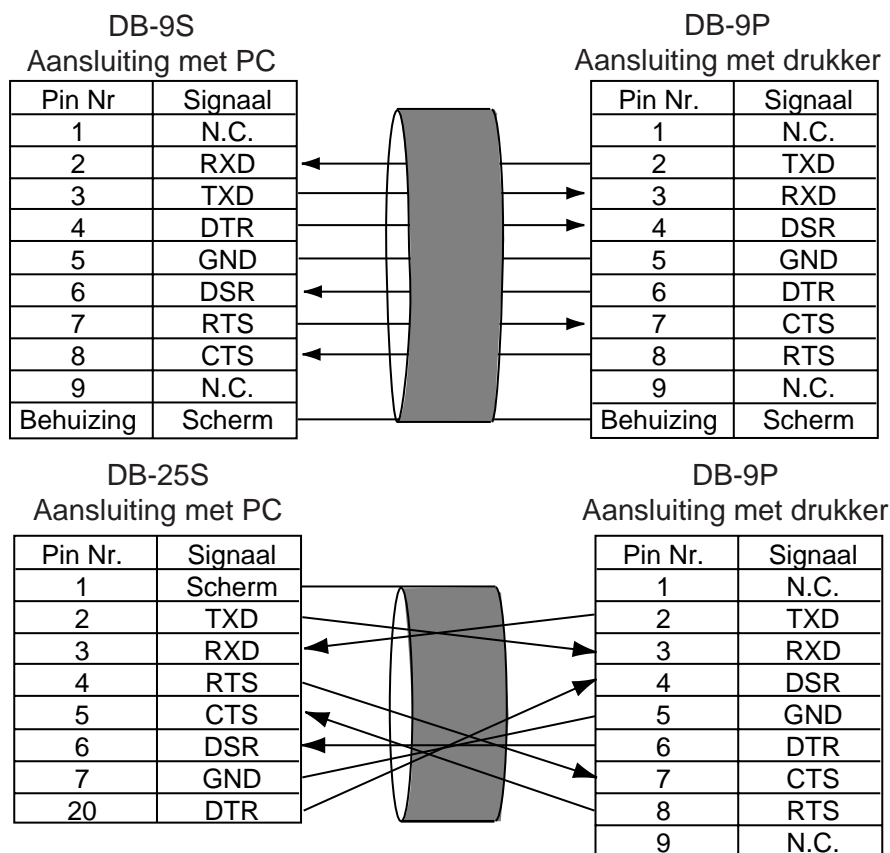 DB-9S
Aansluiting met PC
Pin Nr Signaal
1 N.C.
2 RXD
3 TXD
4 DTR
5 GND
6 DSR
7 RTS
8 CTS
9 N.C.
Behuizing Scherm
DB-9P
Aansluiting met drukker
Pin Nr. Signaal
1 N.C.
2 TXD
3 RXD
4 DSR
5 GND
6 DTR
7 CTS
8 RTS
9 N.C.
Behuizing Scherm
DB-25S
Aansluiting met PC
Pin Nr. Signaal
1 Scherm
2 TXD
3 RXD
4 RTS
5 CTS
6 DSR
7 GND
20 DTR
DB-9P
Aansluiting met drukker
Pin Nr. Signaal
1 N.C.
2 TXD
3 RXD
4 DSR
5 GND
6 DTR
7 CTS
8 RTS
9 N.C.